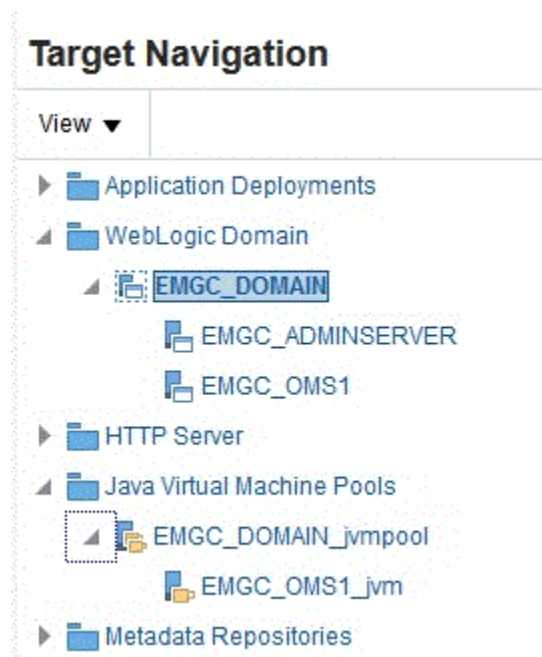 Target Navigation
View
Application Deployments
WebLogic Domain
EMGC_DOMAIN
EMGC_ADMINSERVER
EMGC_OMS1
HTTP Server
Java Virtual Machine Pools
EMGC_DOMAIN_jvmpool
EMGC_OMS1_jvm
Metadata Repositories